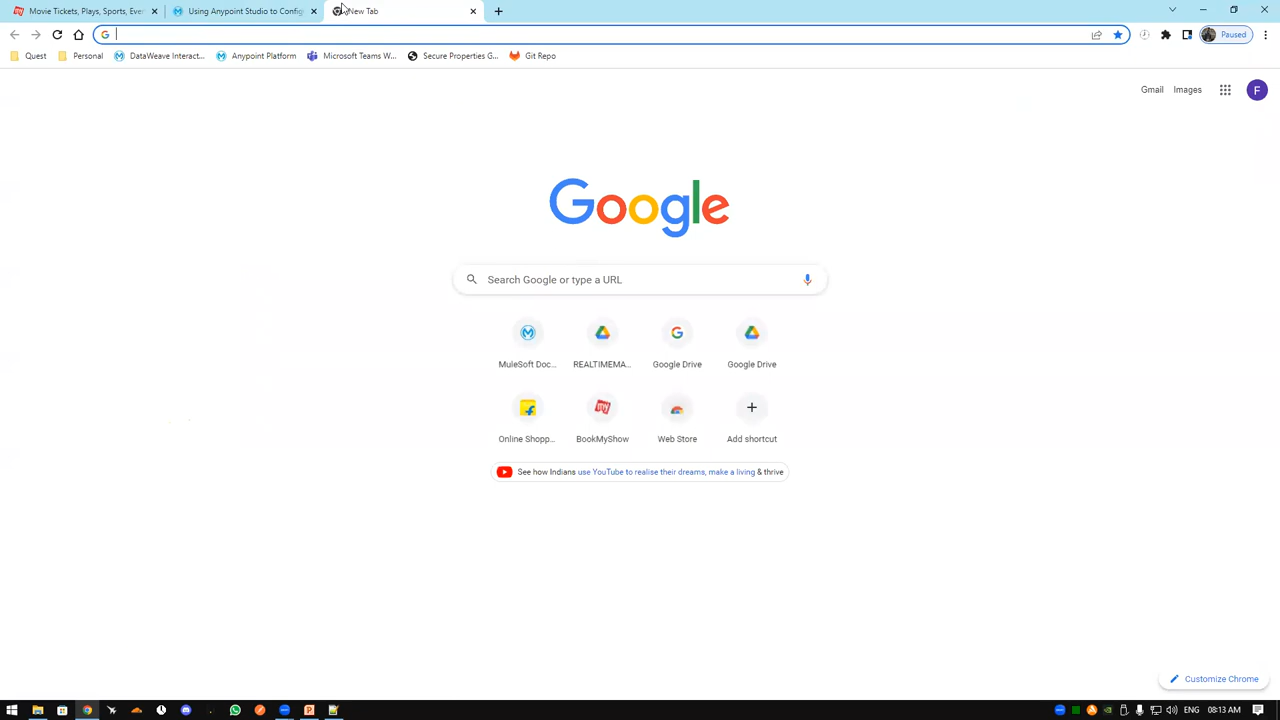 Movie Tickets, Plays, Sports, Eve
Using Anypoint Studio to Config
New Tab
Paused
Quest
Personal
DataWeave Interact...
Anypoint Platform
Microsoft Teams W...
Secure Properties G...
Git Repo
Gmail
Images
F
Google
Search Google or type a URL
MuleSoft Doc...
REALTIMEMA...
Google Drive
Google Drive
Online Shopp...
BookMyShow
Web Store
Add shortcut
See how Indians use YouTube to realise their dreams, make a living & thrive
Customize Chrome
ENG
08:13 AM